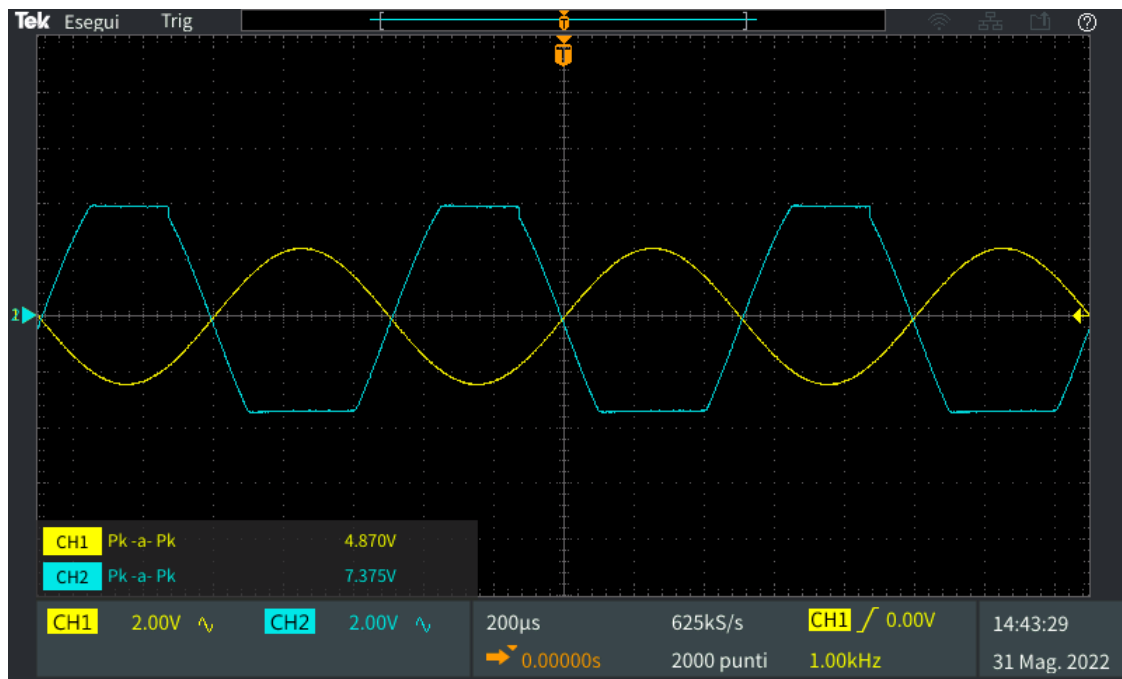 Tek Esegui Trig
T
T
1
CH1 Pk -a- Pk 4.870V
CH2 Pk -a- Pk 7.375V
CH1 2.00V CH2 2.00V 200µs 625kS/s CH1 0.00V 14:43:29
0.00000s 2000 punti 1.00kHz 31 Mag. 2022